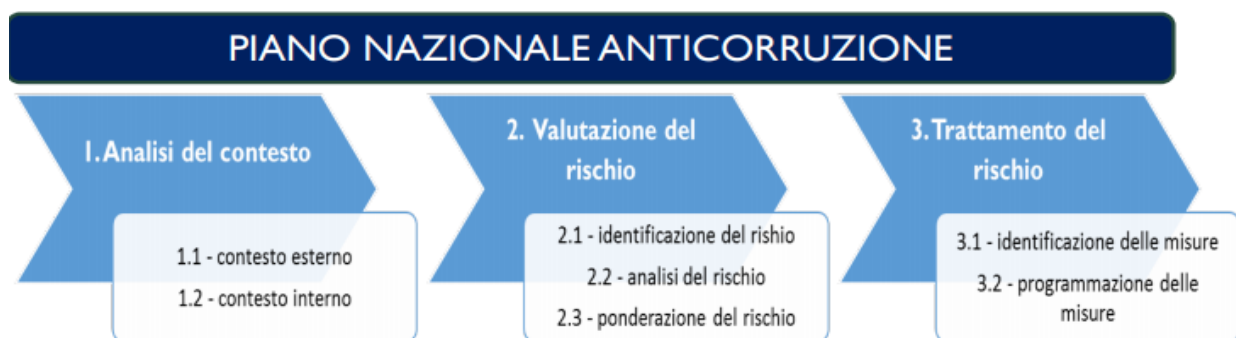 PIANO NAZIONALE ANTICORRUZIONE
1.Analisi del contesto
1.1 - contesto esterno
1.2 - contesto interno
2. Valutazione del
rischio
2.1 - identificazione del rishio
2.2 - analisi del rischio
2.3 - ponderazione del rischio
3.Trattamento del
rischio
3.1 - identificazione delle misure
3.2 - programmazione delle
misure